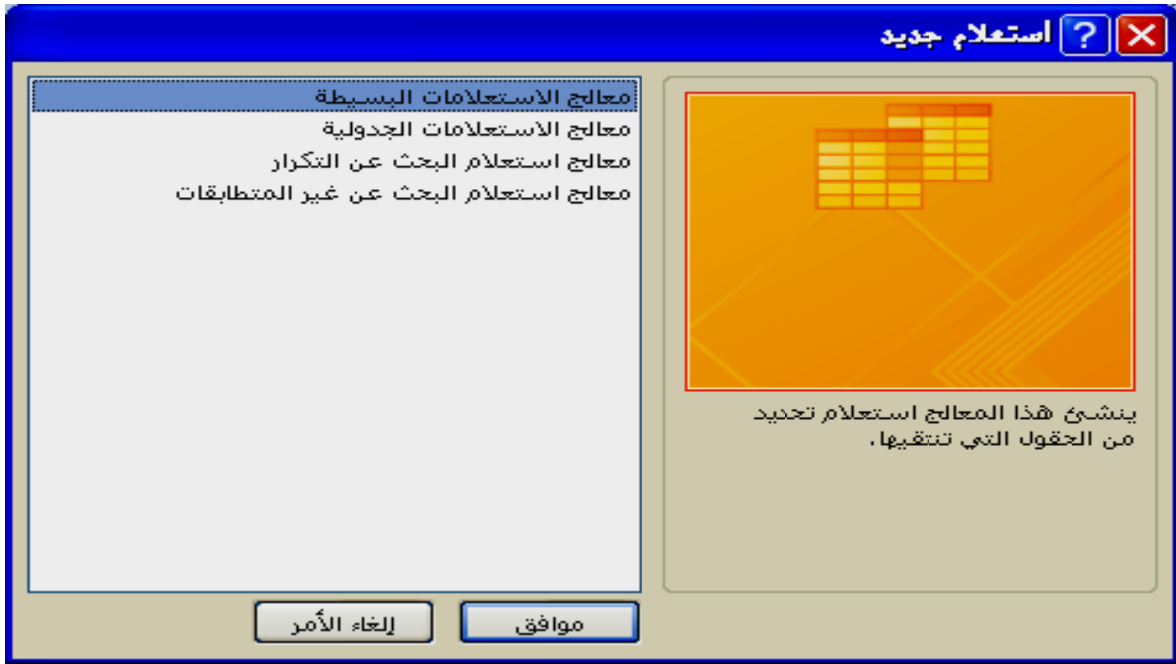 استعلام جديد
معالج الاستعلامات البسيطة
معالج الاستعلامات الجدولية
معالج استعلام البحث عن التكرار
معالج استعلام البحث عن غير المتطابقات
ينشئ هذا المعالج استعلام تحديد
من الحقول التي تنتقيها.
موافق
إلغاء الأمر